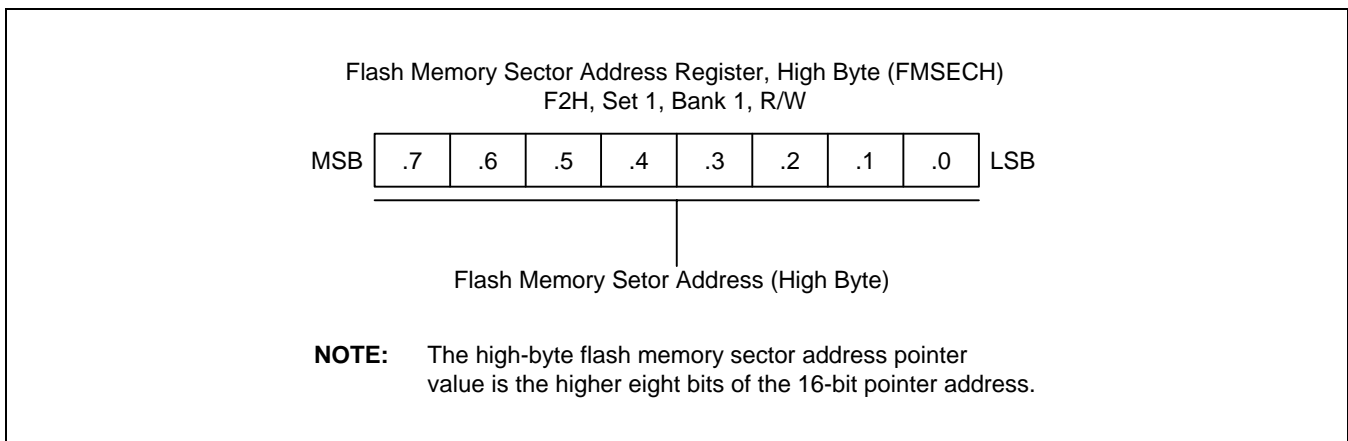 Flash Memory Sector Address Register, High Byte (FMSECH)
F2H, Set 1, Bank 1, R/W
MSB .7 .6 .5 .4 .3 .2 .1 .0 LSB
Flash Memory Setor Address (High Byte)
NOTE: The high-byte flash memory sector address pointer
value is the higher eight bits of the 16-bit pointer address.